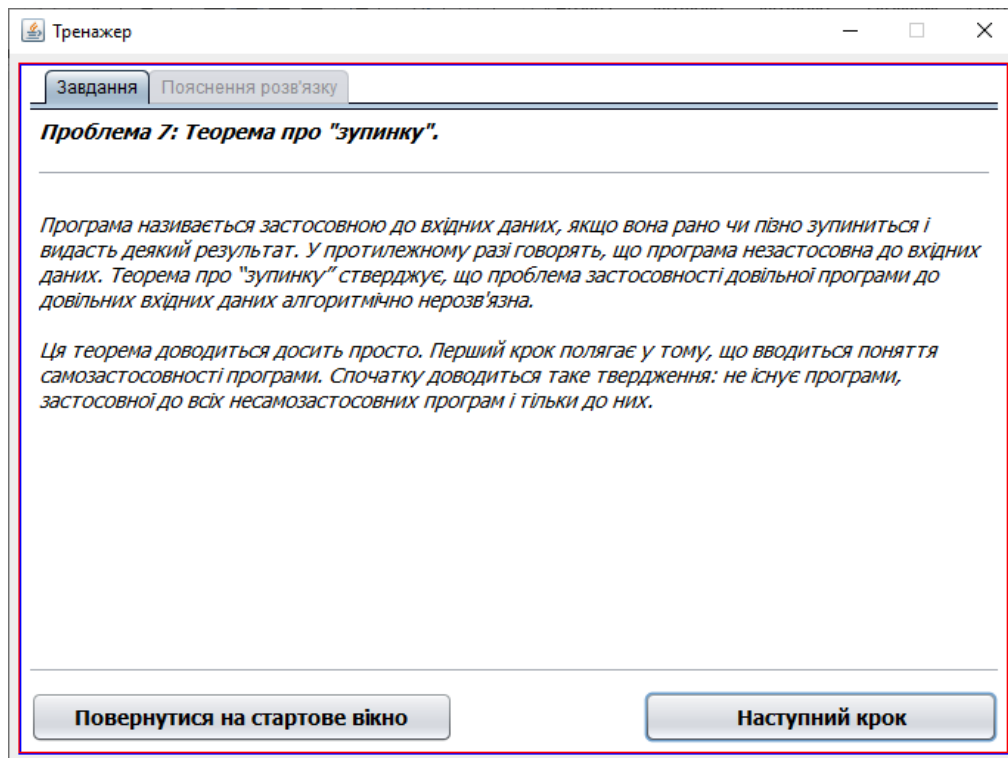 Тренажер
Завдання
Пояснення розв'язку
Проблема 7: Теорема про "зупинку".
Програма називається застосовною до вхідних даних, якщо вона рано чи пізно зупиниться і
видасть деякий результат. У протилежному разі говорять, що програма незастосовна до вхідних
даних. Теорема про “зупинку” стверджує, що проблема застосовності довільної програми до
довільних вхідних даних алгоритмічно нерозв'язна.
Ця теорема доводиться досить просто. Перший крок полягає у тому, що вводиться поняття
самозастосовності програми. Спочатку доводиться таке твердження: не існує програми,
застосовної до всіх несамозастосовних програм і тільки до них.
Повернутися на стартове вікно
Наступний крок